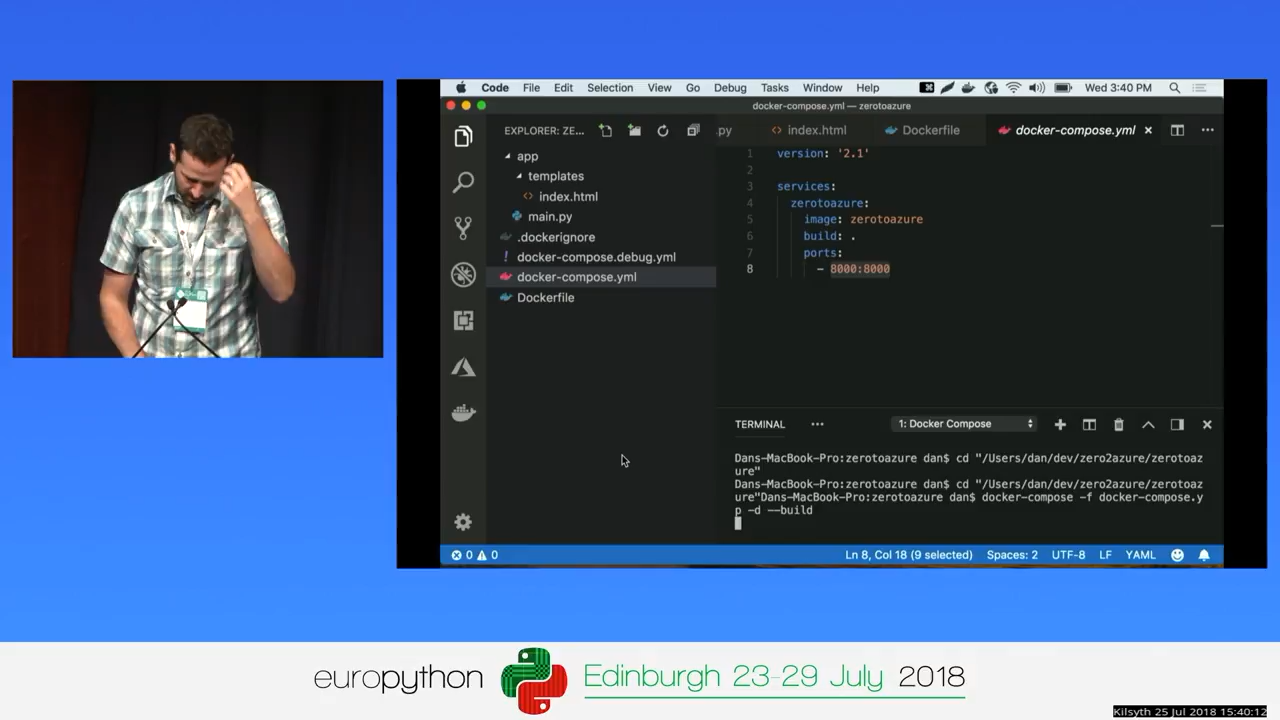 Code File Edit Selection View Go Debug Tasks Window Help Wed 3:40 PM
docker-compose.yml — zerotoazure
EXPLORER: ZE...
.py index.html Dockerfile docker-compose.yml
app
templates
index.html
main.py
.dockerignore
docker-compose.debug.yml
docker-compose.yml
Dockerfile
1 version: '2.1'
2
3 services:
4 zerotoazure:
5 image: zerotoazure
6 build: .
7 ports:
8 - 8000:8000
TERMINAL ... 1: Docker Compose
Dans-MacBook-Pro:zerotoazure dan$ cd "/Users/dan/dev/zero2azure/zerotoaz
ure"
Dans-MacBook-Pro:zerotoazure dan$ cd "/Users/dan/dev/zero2azure/zerotoaz
ure"Dans-MacBook-Pro:zerotoazure dan$ docker-compose -f docker-compose.y
p -d --build
0 0 Ln 8, Col 18 (9 selected) Spaces: 2 UTF-8 LF YAML
europython Edinburgh 23-29 July 2018
Kilsyth 25 Jul 2018 15:40:12